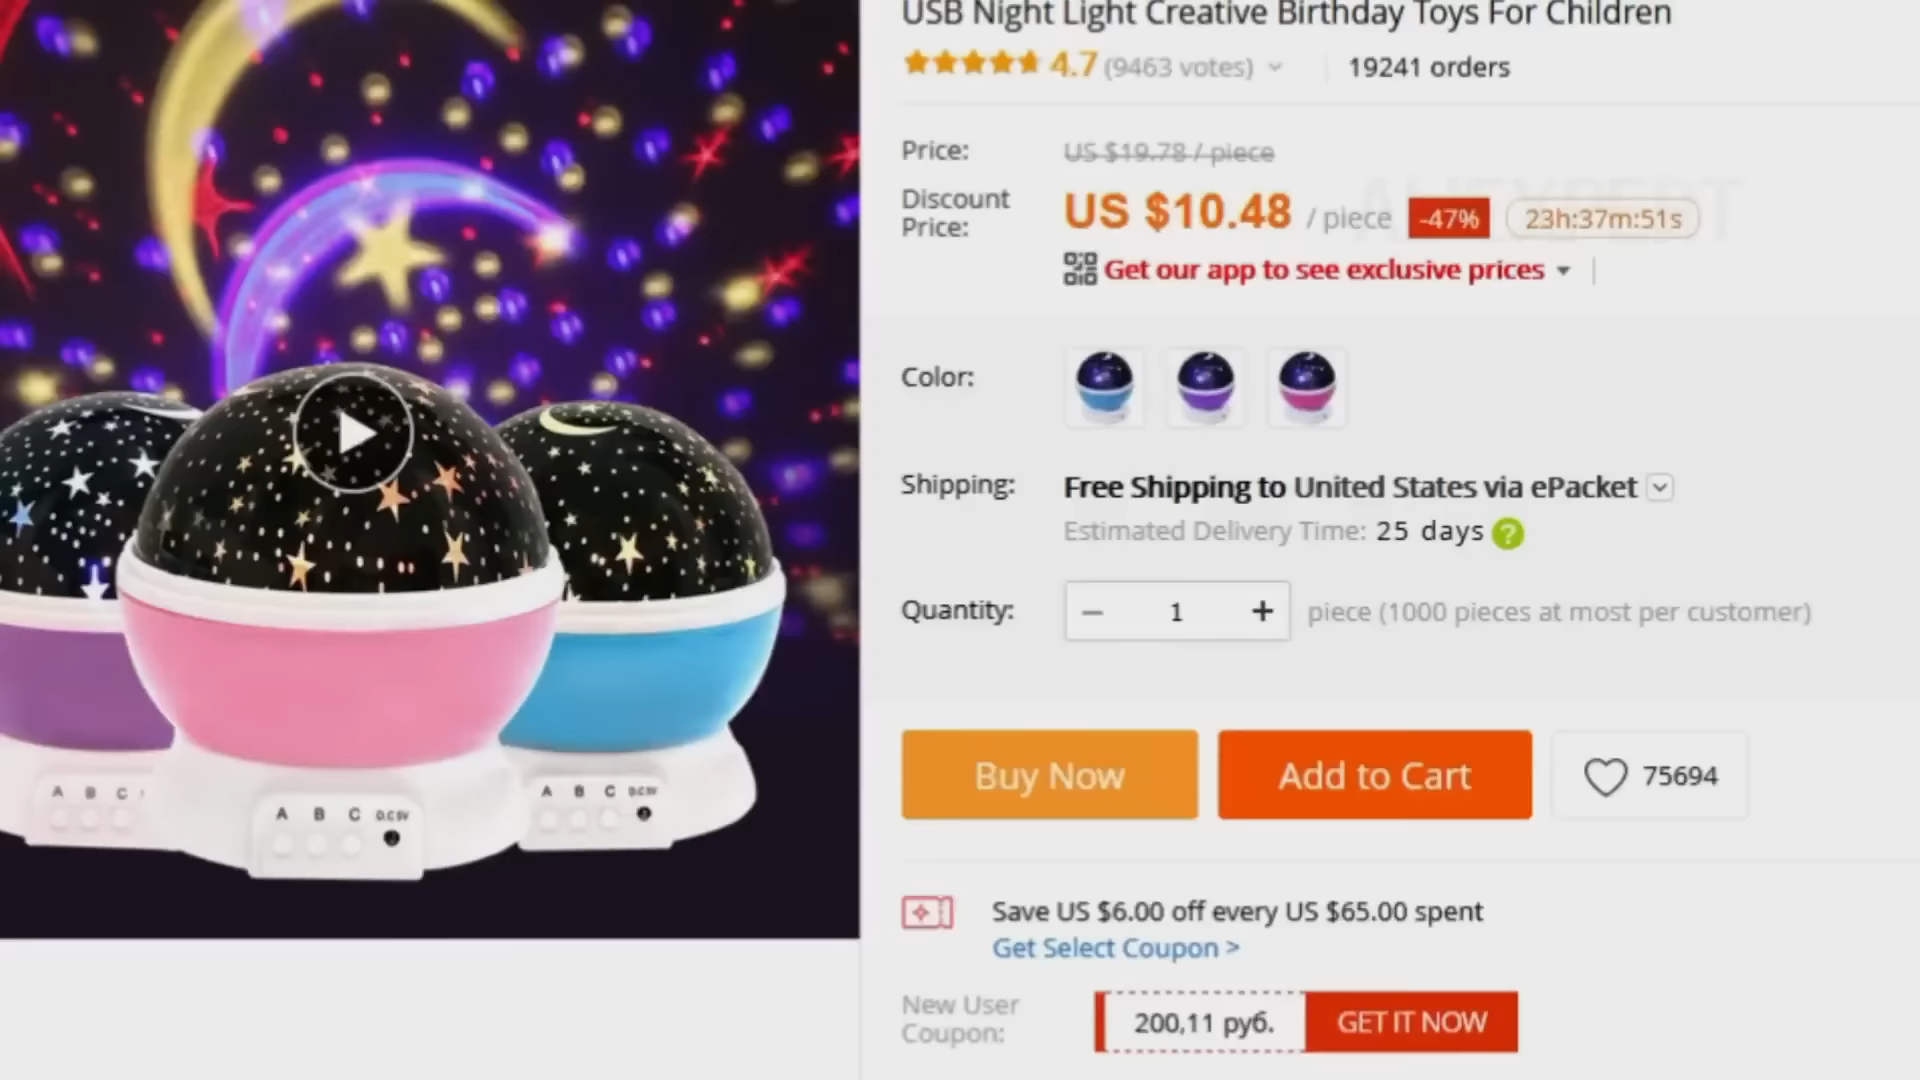 USB Night Light Creative Birthday Toys For Children
4.7 (9463 votes) 19241 orders
Price: US $19.78 / piece
Discount Price: US $10.48 / piece -47% 23h:37m:51s
Get our app to see exclusive prices
Color:
Shipping: Free Shipping to United States via ePacket
Estimated Delivery Time: 25 days ?
Quantity: − 1 + piece (1000 pieces at most per customer)
Buy Now Add to Cart 75694
Save US $6.00 off every US $65.00 spent
Get Select Coupon >
New User Coupon: 200,11 руб. GET IT NOW
A B C
A B C D.C 5V
A B C D.C 5V